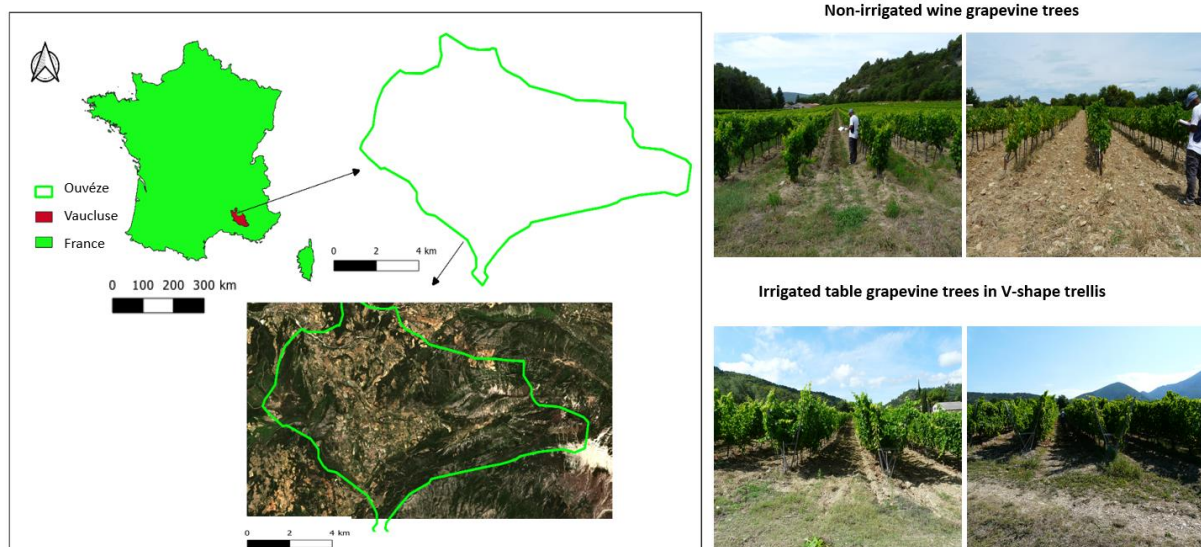 Non-irrigated wine grapevine trees
Ouvéze
Vaucluse
France
0 2 4 km
0 100 200 300 km
Irrigated table grapevine trees in V-shape trellis
0 2 4 km